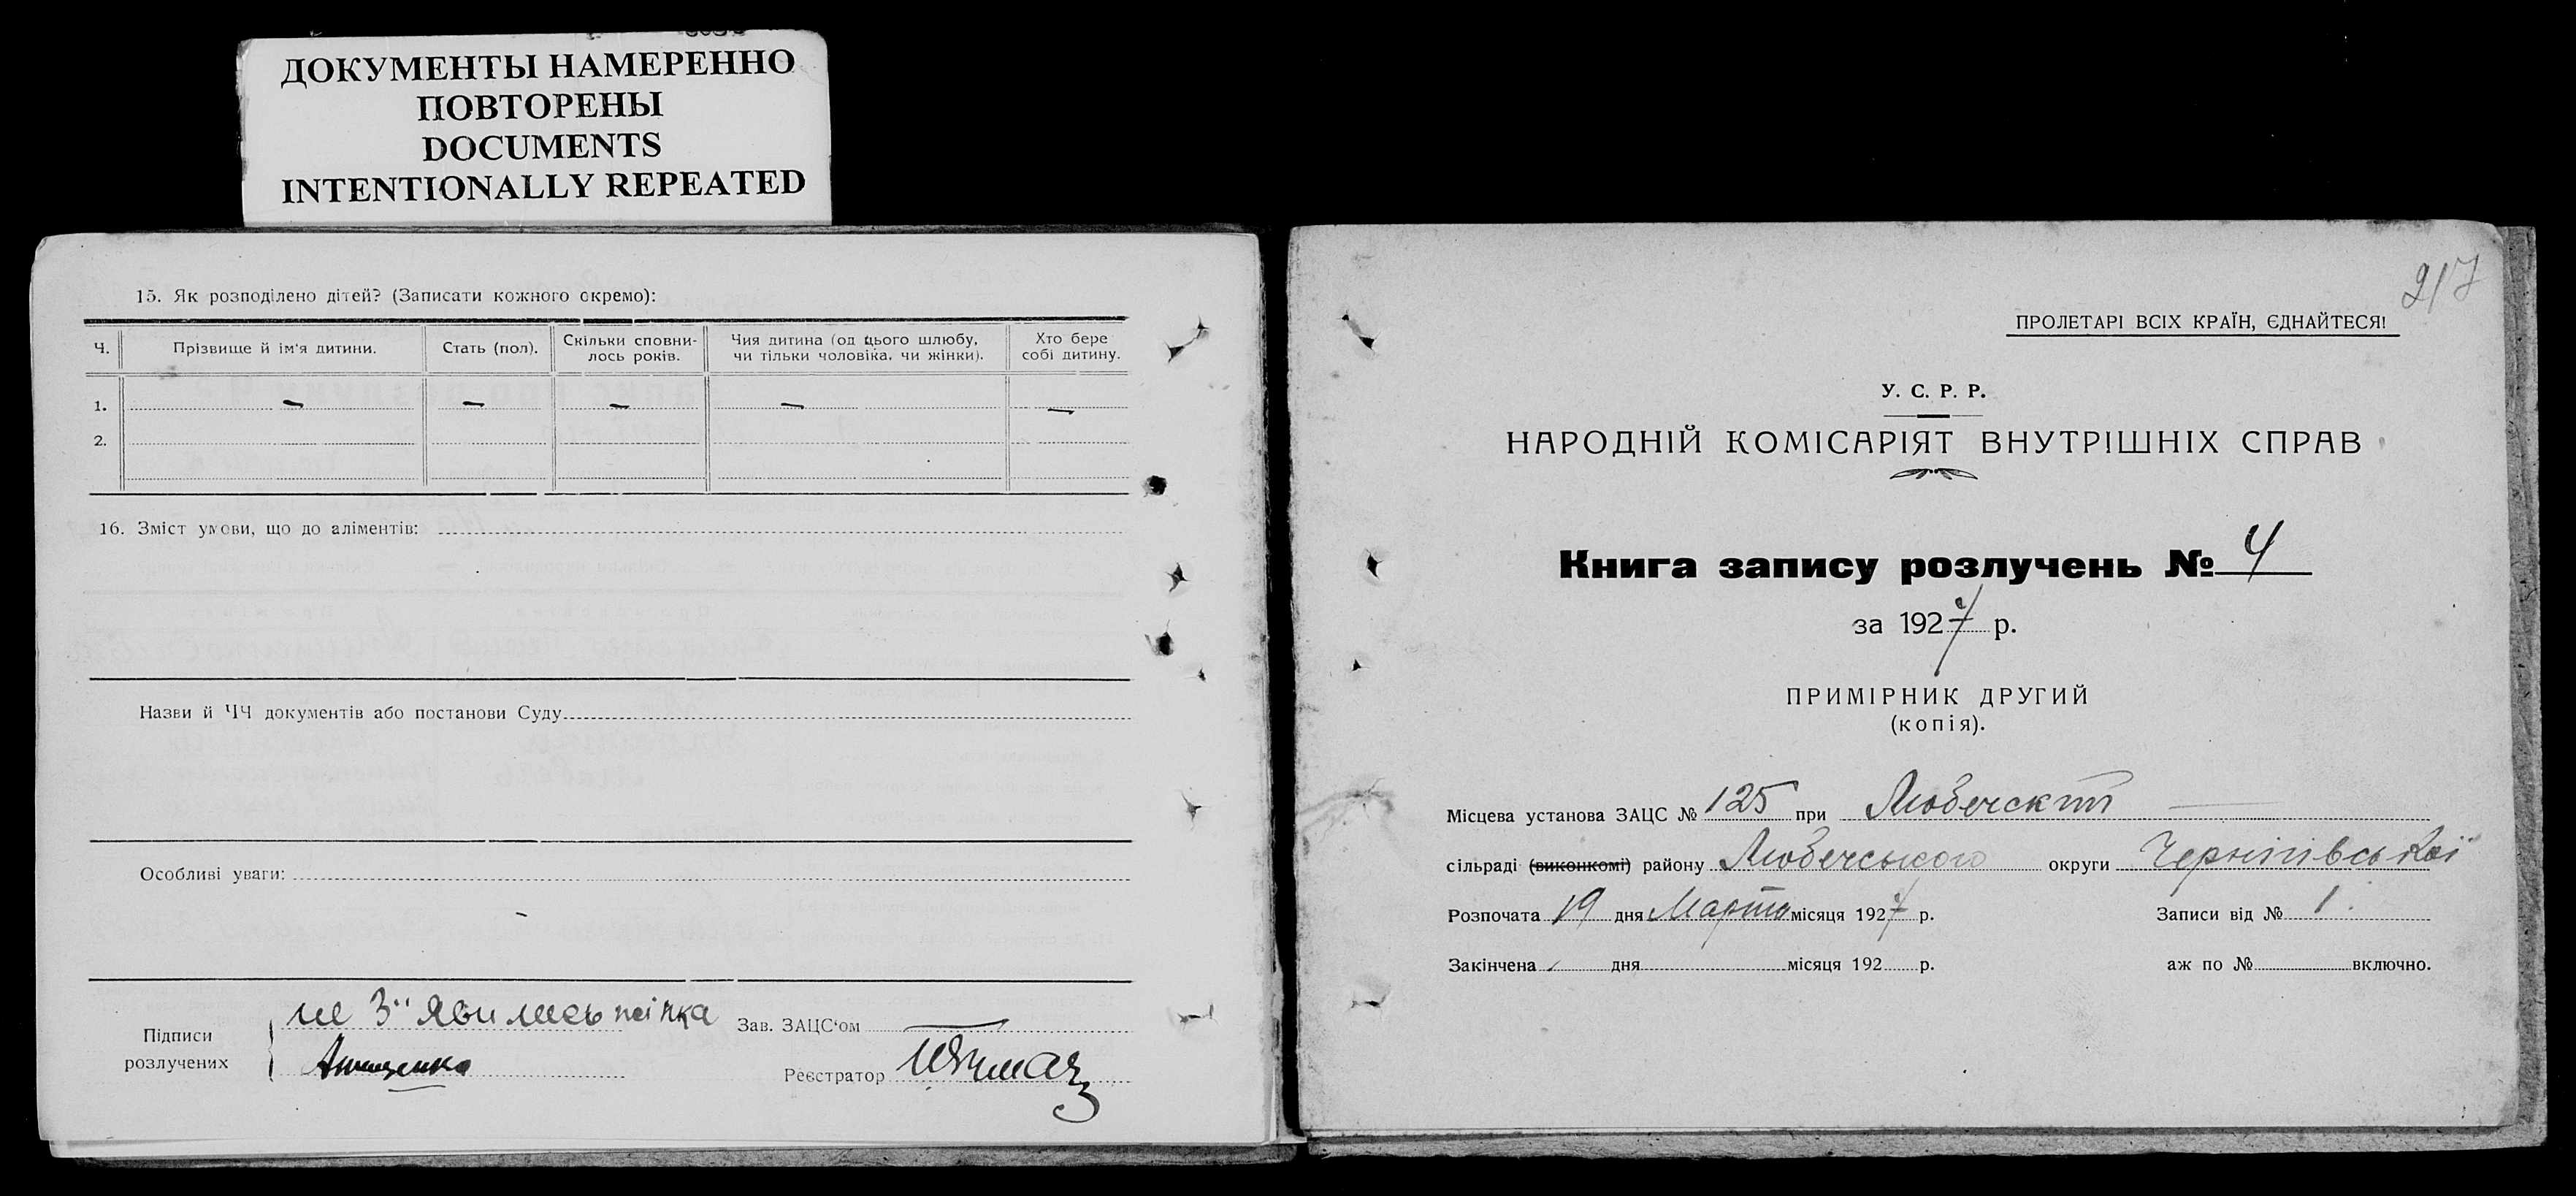 ДОКУМЕНТЫ НАМЕРЕННО
ПОВТОРЕНЫ
DOCUMENTS
INTENTIONALLY REPEATED
15. Як розподілено дітей? (Записати кожного окремо):
Ч. Прізвище й ім'я дитини. Стать (пол). Скільки сповни-лось років. Чия дитина (од цього шлюбу, чи тільки чоловіка, чи жінки). Хто бере собі дитину.
1. — — — — —
2.
16. Зміст умови, що до аліментів:
Назви й ЧЧ документів або постанови Суду
Особливі уваги:
Підписи розлучених
не З"явилась
Анищенко
Зав. ЗАЦС'ом
Реєстратор
217
ПРОЛЕТАРІ ВСІХ КРАЇН, ЄДНАЙТЕСЯ!
У. С. Р. Р.
НАРОДНІЙ КОМІСАРІЯТ ВНУТРІШНІХ СПРАВ
Книга запису розлучень № 4
за 1927 р.
ПРИМІРНИК ДРУГИЙ
(копія).
Місцева установа ЗАЦС № 125 при Любечскій
сільраді (виконкомі) району Любечського округи Чернігівської
Розпочата 19 дня Марта місяця 1927 р. Записи від № 1.
Закінчена дня місяця 192 р. аж по № включно.